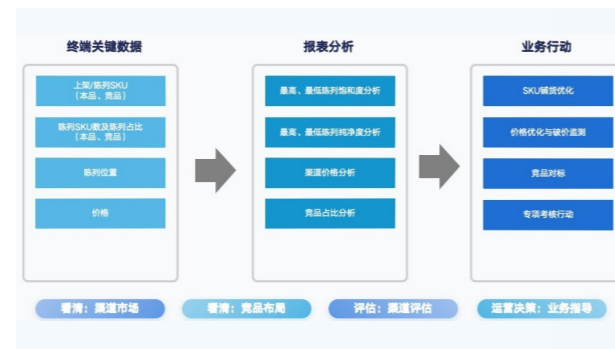 终端关键数据
上架/陈列SKU
（本品、竞品）
陈列SKU数及陈列占比
（本品、竞品）
陈列位置
价格
报表分析
最高、最低陈列饱和度分析
最高、最低陈列纯净度分析
渠道价格分析
竞品占比分析
业务行动
SKU铺货优化
价格优化与破价监测
竞品对标
专项考核行动
看清：渠道市场
看清：竞品布局
评估：渠道评估
运营决策：业务指导